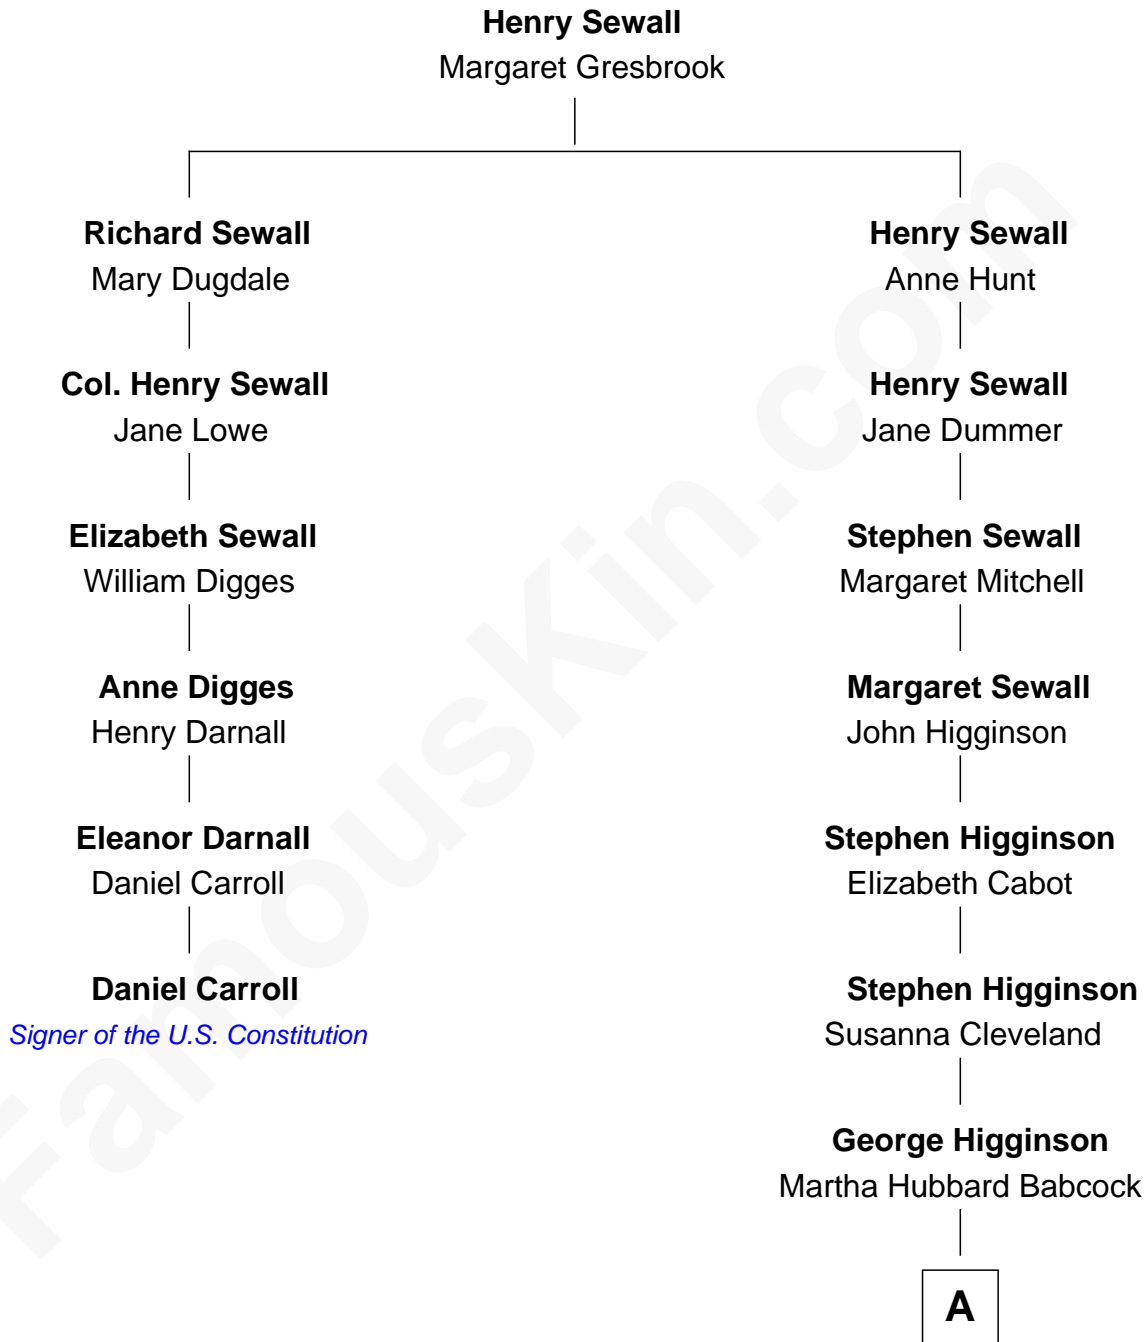 Henry Sewall
Margaret Gresbrook
Richard Sewall
Mary Dugdale
Henry Sewall
Anne Hunt
Col. Henry Sewall
Jane Lowe
Henry Sewall
Jane Dummer
Elizabeth Sewall
William Digges
Stephen Sewall
Margaret Mitchell
Anne Digges
Henry Darnall
Margaret Sewall
John Higginson
Eleanor Darnall
Daniel Carroll
Stephen Higginson
Elizabeth Cabot
Daniel Carroll
Signer of the U.S. Constitution
Stephen Higginson
Susanna Cleveland
George Higginson
Martha Hubbard Babcock
A
FamousKin.com